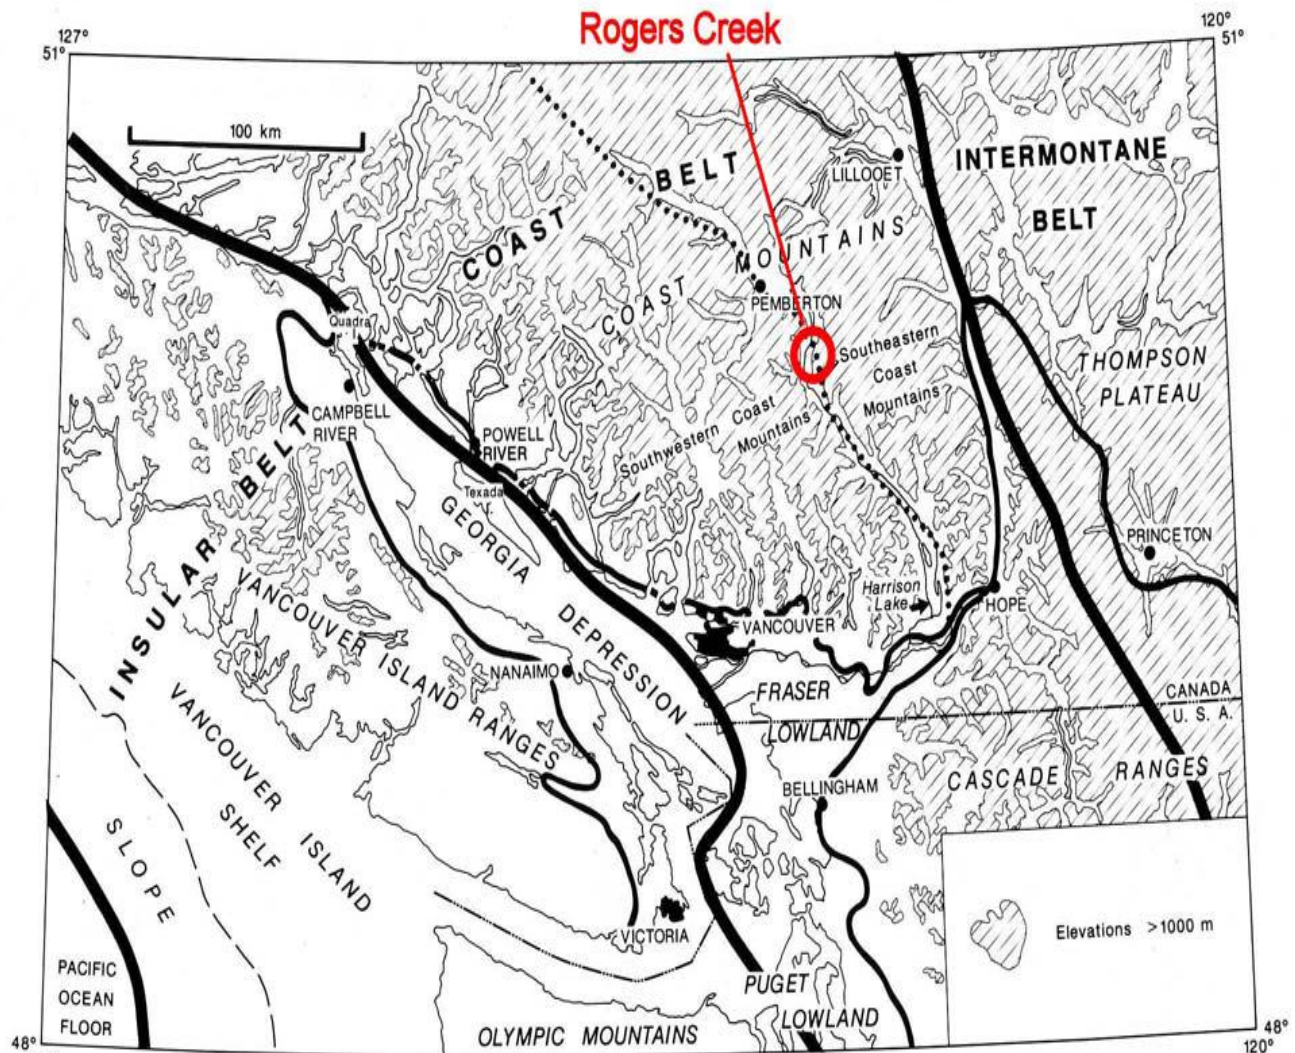 Rogers Creek
127°
51°
120°
51°
100 km
COAST BELT
INTERMONTANE
BELT
LILLOOET
COAST MOUNTAINS
PEMBERTON
Quadra
Southeastern
Coast
Mountains
THOMPSON
PLATEAU
CAMPBELL
RIVER
Southwestern Coast
Mountains
POWELL
RIVER
Texada
INSULAR BELT
GEORGIA DEPRESSION
PRINCETON
Harrison
Lake
HOPE
VANCOUVER
VANCOUVER ISLAND RANGES
NANAIMO
FRASER
LOWLAND
CANADA
U. S. A.
VANCOUVER ISLAND
SHELF
CASCADE RANGES
BELLINGHAM
SLOPE
Elevations >1000 m
VICTORIA
PACIFIC
OCEAN
FLOOR
PUGET
LOWLAND
OLYMPIC MOUNTAINS
48°
48°
120°